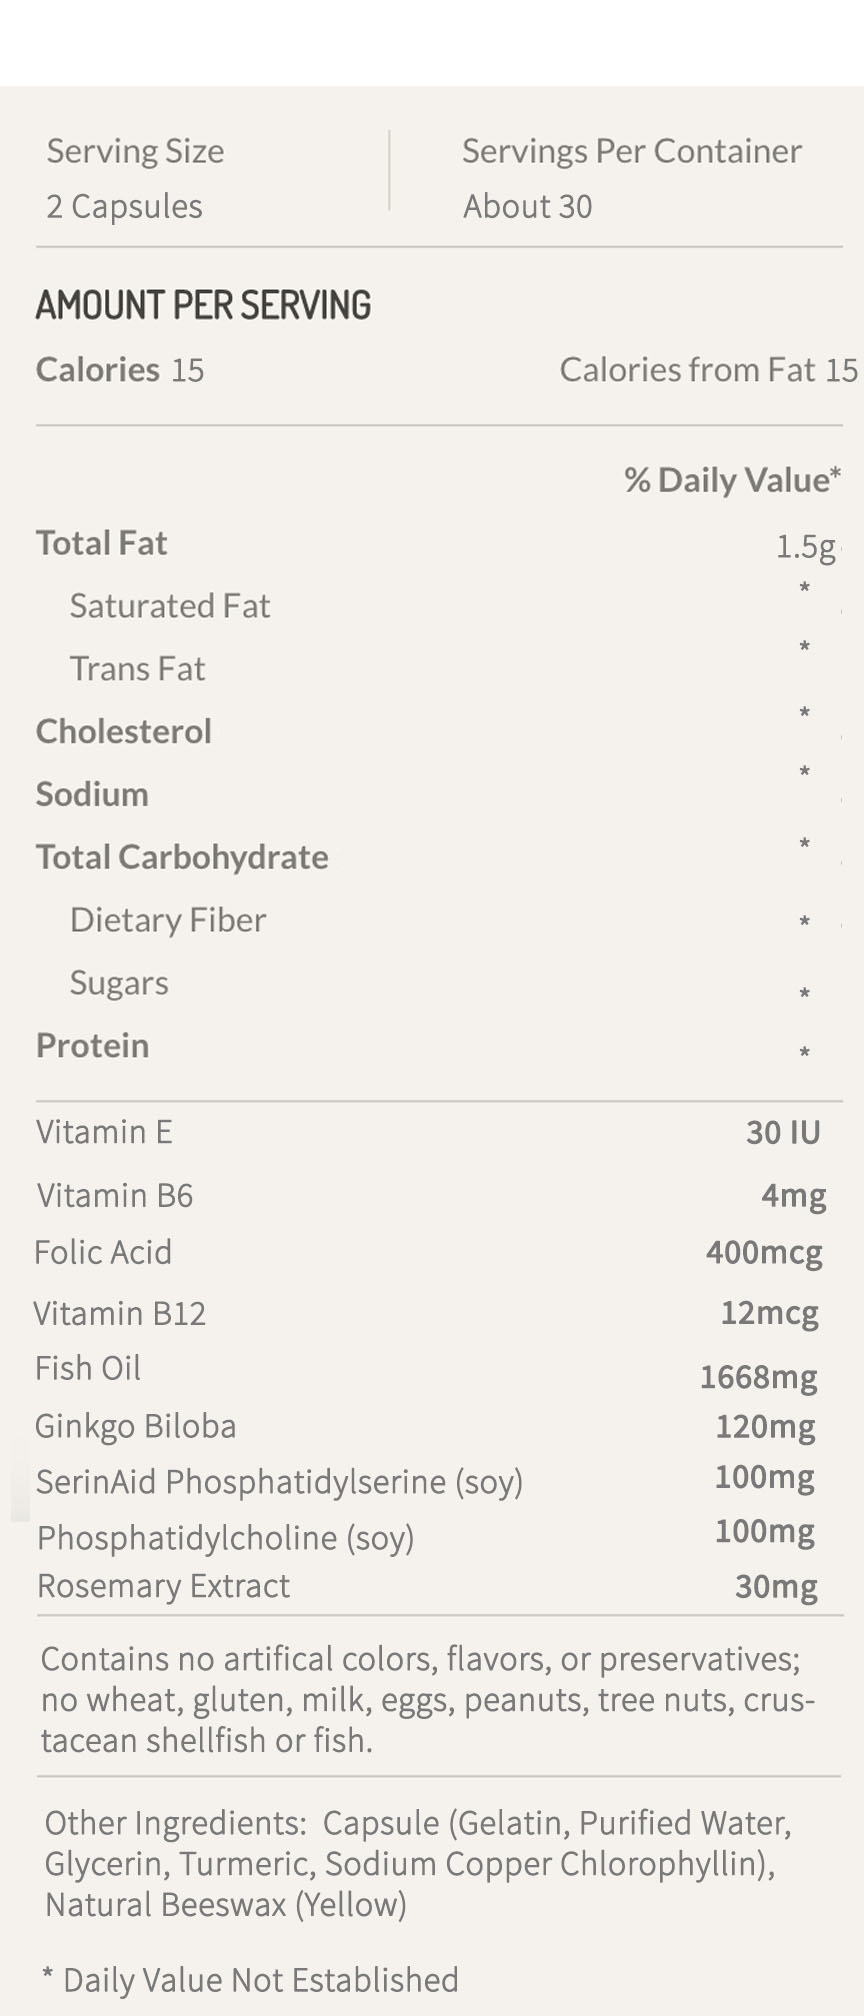 Serving Size Servings Per Container
2 Capsules About 30
AMOUNT PER SERVING
Calories 15 Calories from Fat 15
% Daily Value*
Total Fat 1.5g
Saturated Fat *
Trans Fat *
Cholesterol *
Sodium *
Total Carbohydrate *
Dietary Fiber *
Sugars *
Protein *
Vitamin E 30 IU
Vitamin B6 4mg
Folic Acid 400mcg
Vitamin B12 12mcg
Fish Oil 1668mg
Ginkgo Biloba 120mg
SerinAid Phosphatidylserine (soy) 100mg
Phosphatidylcholine (soy) 100mg
Rosemary Extract 30mg
Contains no artifical colors, flavors, or preservatives;
no wheat, gluten, milk, eggs, peanuts, tree nuts, crus-
tacean shellfish or fish.
Other Ingredients: Capsule (Gelatin, Purified Water,
Glycerin, Turmeric, Sodium Copper Chlorophyllin),
Natural Beeswax (Yellow)
* Daily Value Not Established